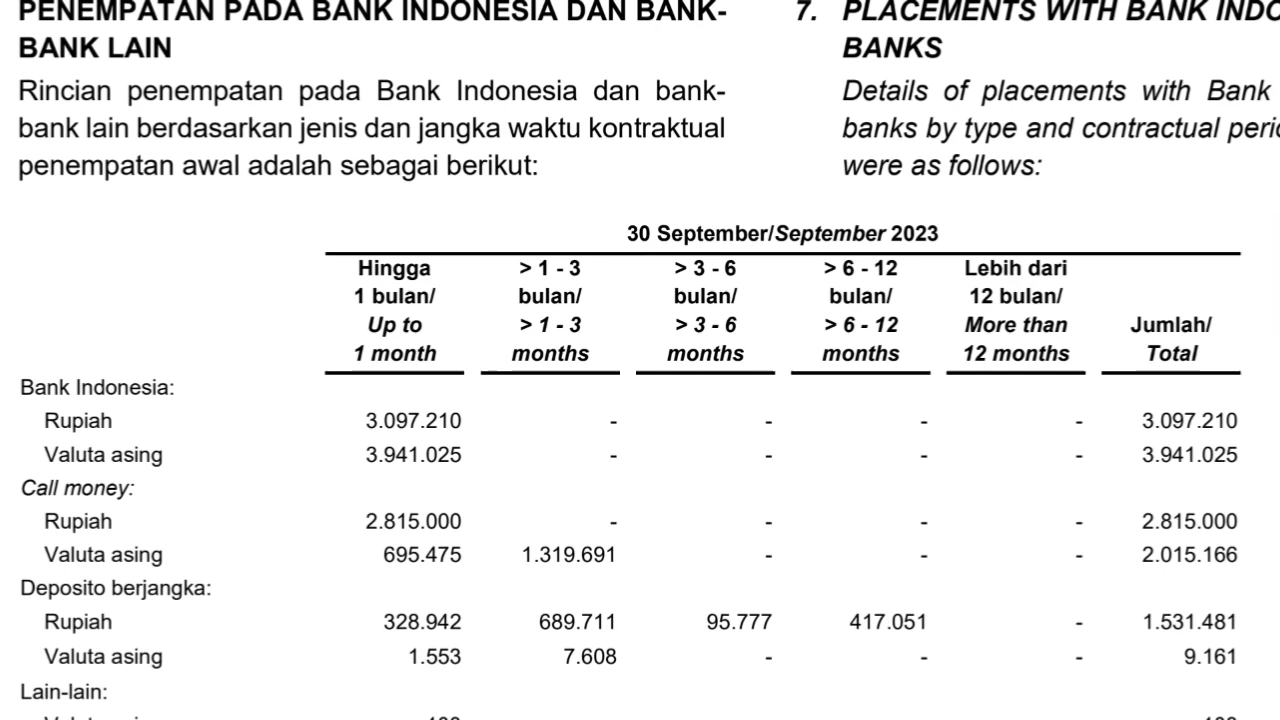 PENEMPATAN PADA BANK INDONESIA DAN BANK-
BANK LAIN
Rincian penempatan pada Bank Indonesia dan bank-
bank lain berdasarkan jenis dan jangka waktu kontraktual
penempatan awal adalah sebagai berikut:
7. PLACEMENTS WITH BANK INDO
BANKS
Details of placements with Bank
banks by type and contractual perio
were as follows:
30 September/September 2023
Hingga > 1 - 3 > 3 - 6 > 6 - 12 Lebih dari
1 bulan/ bulan/ bulan/ bulan/ 12 bulan/
Up to > 1 - 3 > 3 - 6 > 6 - 12 More than Jumlah/
1 month months months months 12 months Total
Bank Indonesia:
Rupiah 3.097.210 - - - - 3.097.210
Valuta asing 3.941.025 - - - - 3.941.025
Call money:
Rupiah 2.815.000 - - - - 2.815.000
Valuta asing 695.475 1.319.691 - - - 2.015.166
Deposito berjangka:
Rupiah 328.942 689.711 95.777 417.051 - 1.531.481
Valuta asing 1.553 7.608 - - - 9.161
Lain-lain: